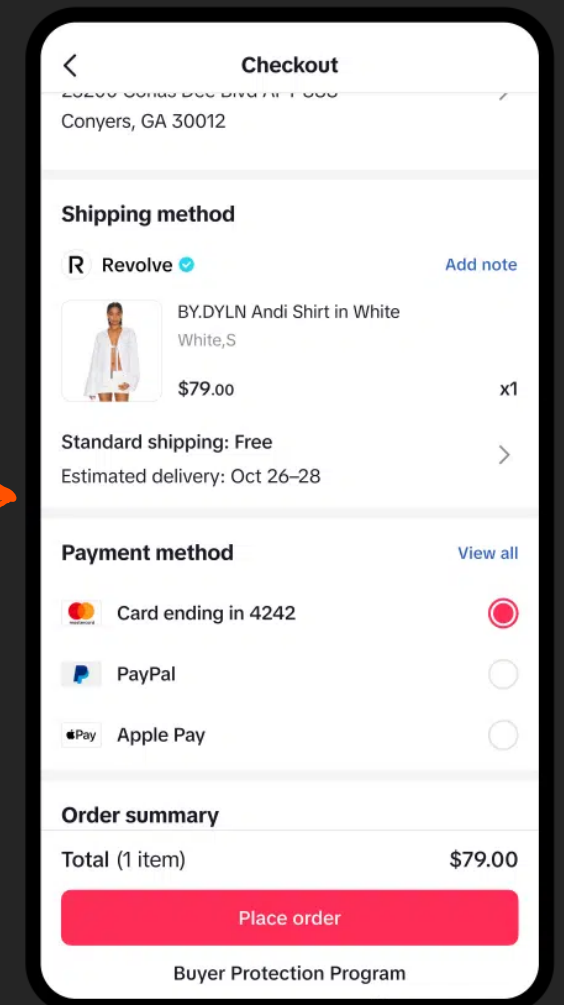 Checkout
Conyers, GA 30012
Shipping method
R Revolve
Add note
BY.DYLN Andi Shirt in White
White,S
$79.00
x1
Standard shipping: Free
Estimated delivery: Oct 26–28
Payment method
View all
mastercard
Card ending in 4242
PayPal
Pay
Apple Pay
Order summary
Total (1 item)
$79.00
Place order
Buyer Protection Program